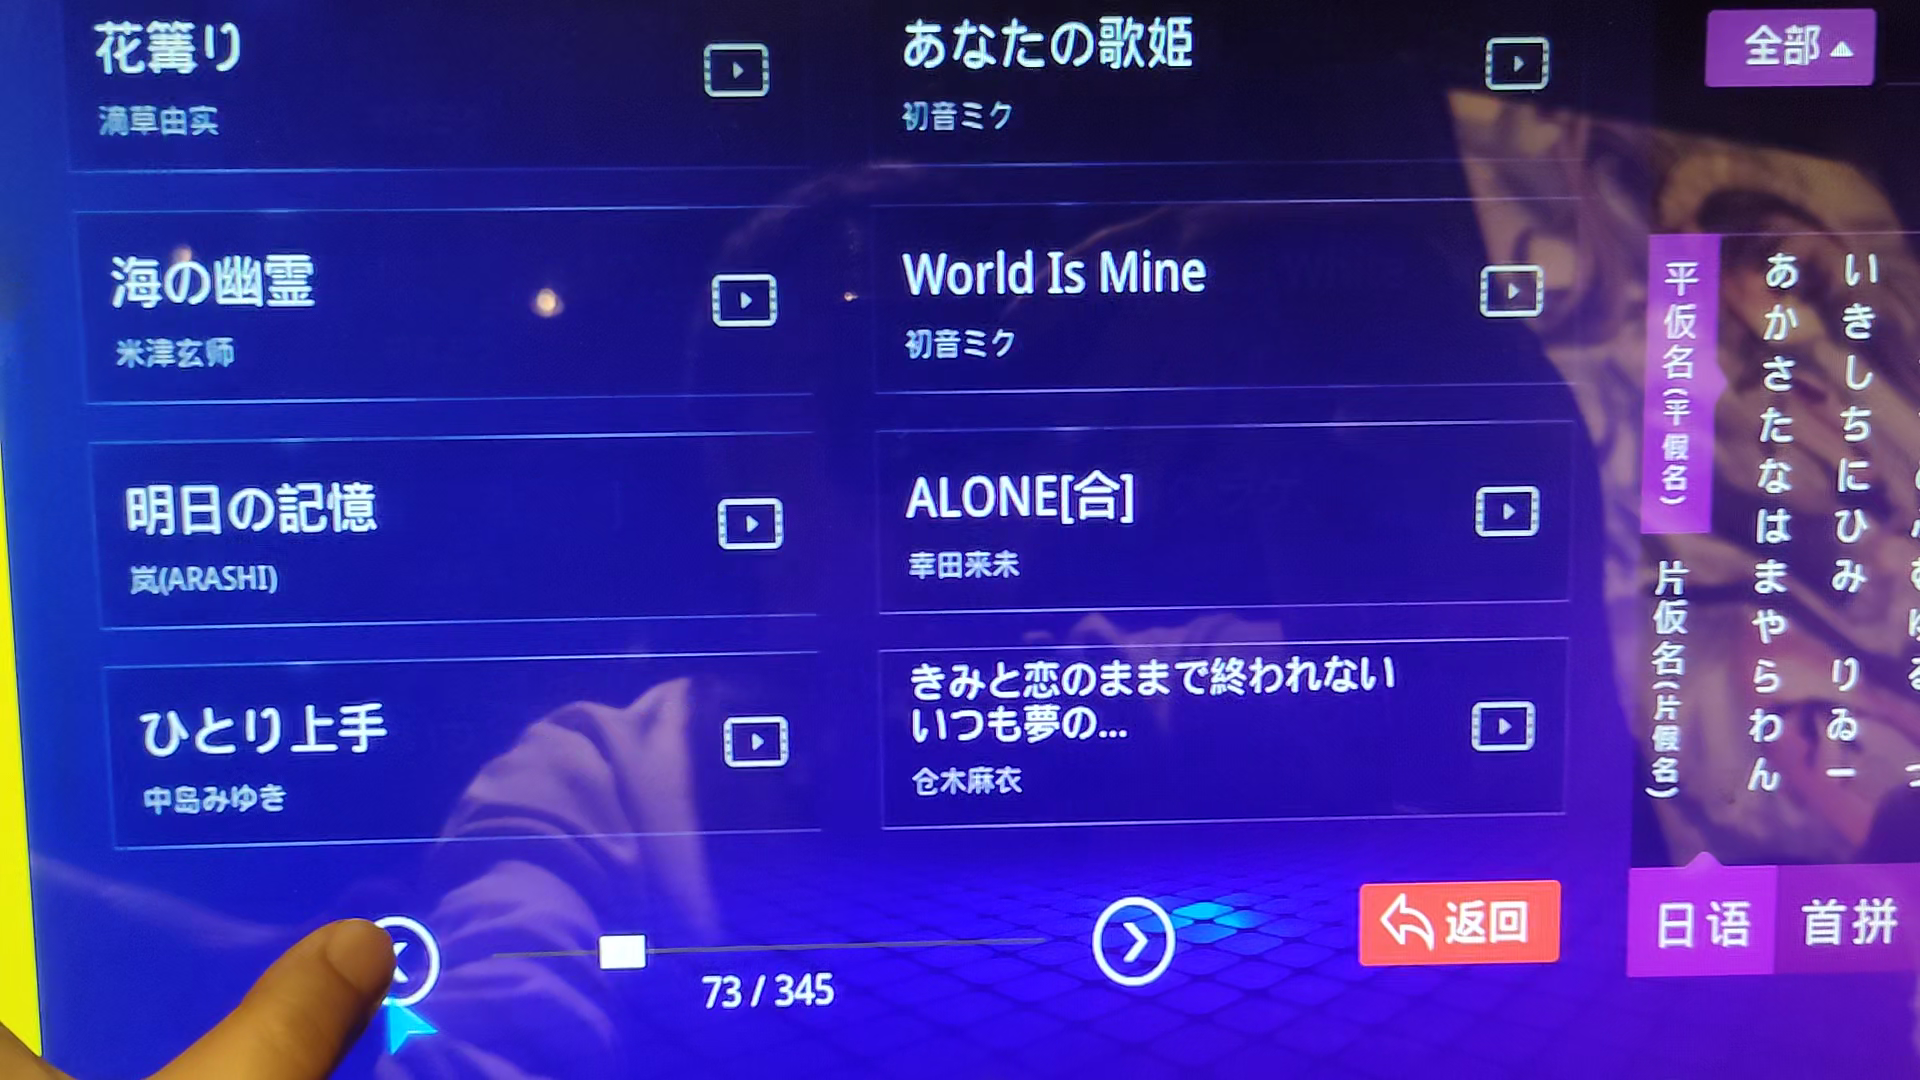 花篝り
滴草由实
あなたの歌姫
初音ミク
全部
海の幽霊
米津玄师
World Is Mine
初音ミク
明日の記憶
岚(ARASHI)
ALONE[合]
幸田来未
ひとり上手
中岛みゆき
きみと恋のままで終われない
いつも夢の...
仓木麻衣
平仮名(平假名)
片仮名(片假名)
あかさたなはまやらわん
いきしちにひみ りゐー
73 / 345
返回
日语
首拼